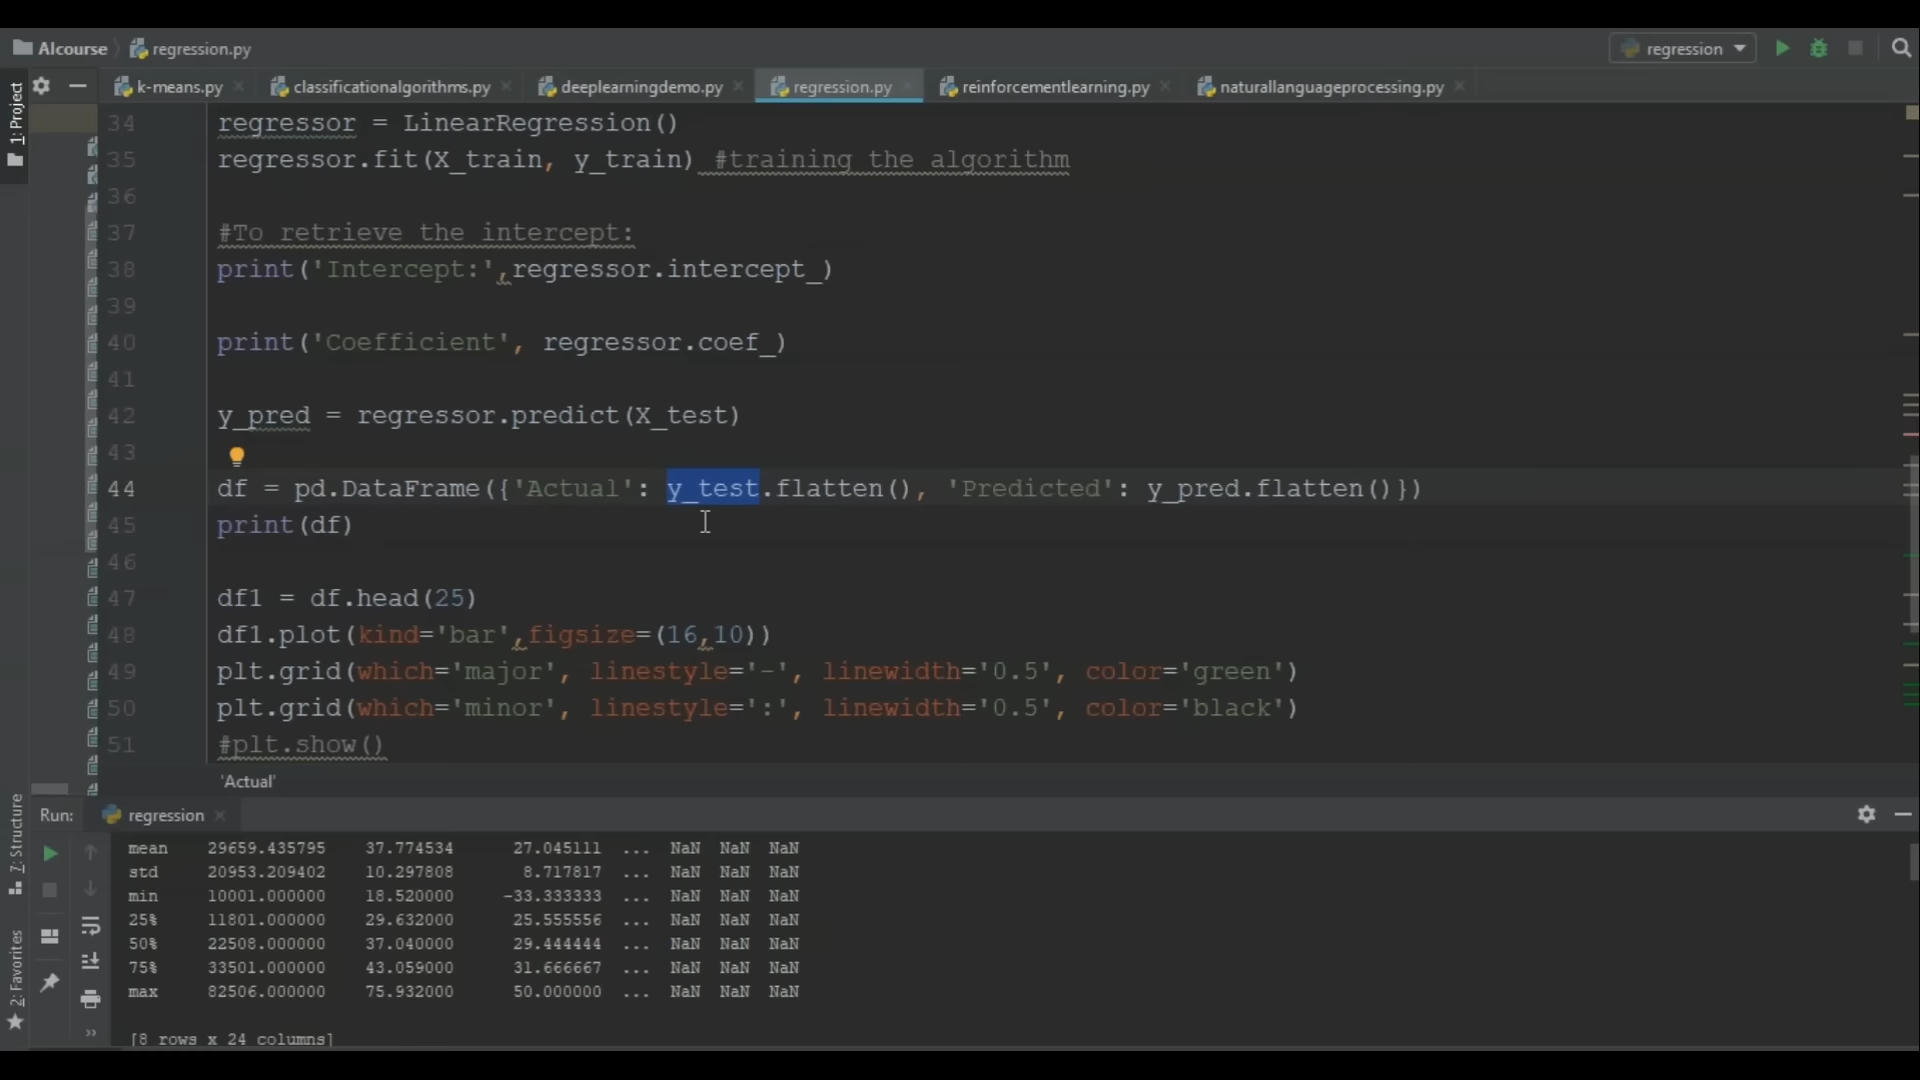 AIcourse regression.py regression
1: Project
k-means.py classificationalgorithms.py deeplearningdemo.py regression.py reinforcementlearning.py naturallanguageprocessing.py
34 regressor = LinearRegression()
35 regressor.fit(X_train, y_train) #training the algorithm
36
37 #To retrieve the intercept:
38 print('Intercept:',regressor.intercept_)
39
40 print('Coefficient', regressor.coef_)
41
42 y_pred = regressor.predict(X_test)
43
44 df = pd.DataFrame({'Actual': y_test.flatten(), 'Predicted': y_pred.flatten()})
45 print(df)
46
47 df1 = df.head(25)
48 df1.plot(kind='bar',figsize=(16,10))
49 plt.grid(which='major', linestyle='-', linewidth='0.5', color='green')
50 plt.grid(which='minor', linestyle=':', linewidth='0.5', color='black')
51 #plt.show()
'Actual'
7: Structure
2: Favorites
Run: regression
mean 29659.435795 37.774534 27.045111 ... NaN NaN NaN
std 20953.209402 10.297808 8.717817 ... NaN NaN NaN
min 10001.000000 18.520000 -33.333333 ... NaN NaN NaN
25% 11801.000000 29.632000 25.555556 ... NaN NaN NaN
50% 22508.000000 37.040000 29.444444 ... NaN NaN NaN
75% 33501.000000 43.059000 31.666667 ... NaN NaN NaN
max 82506.000000 75.932000 50.000000 ... NaN NaN NaN
[8 rows x 24 columns]